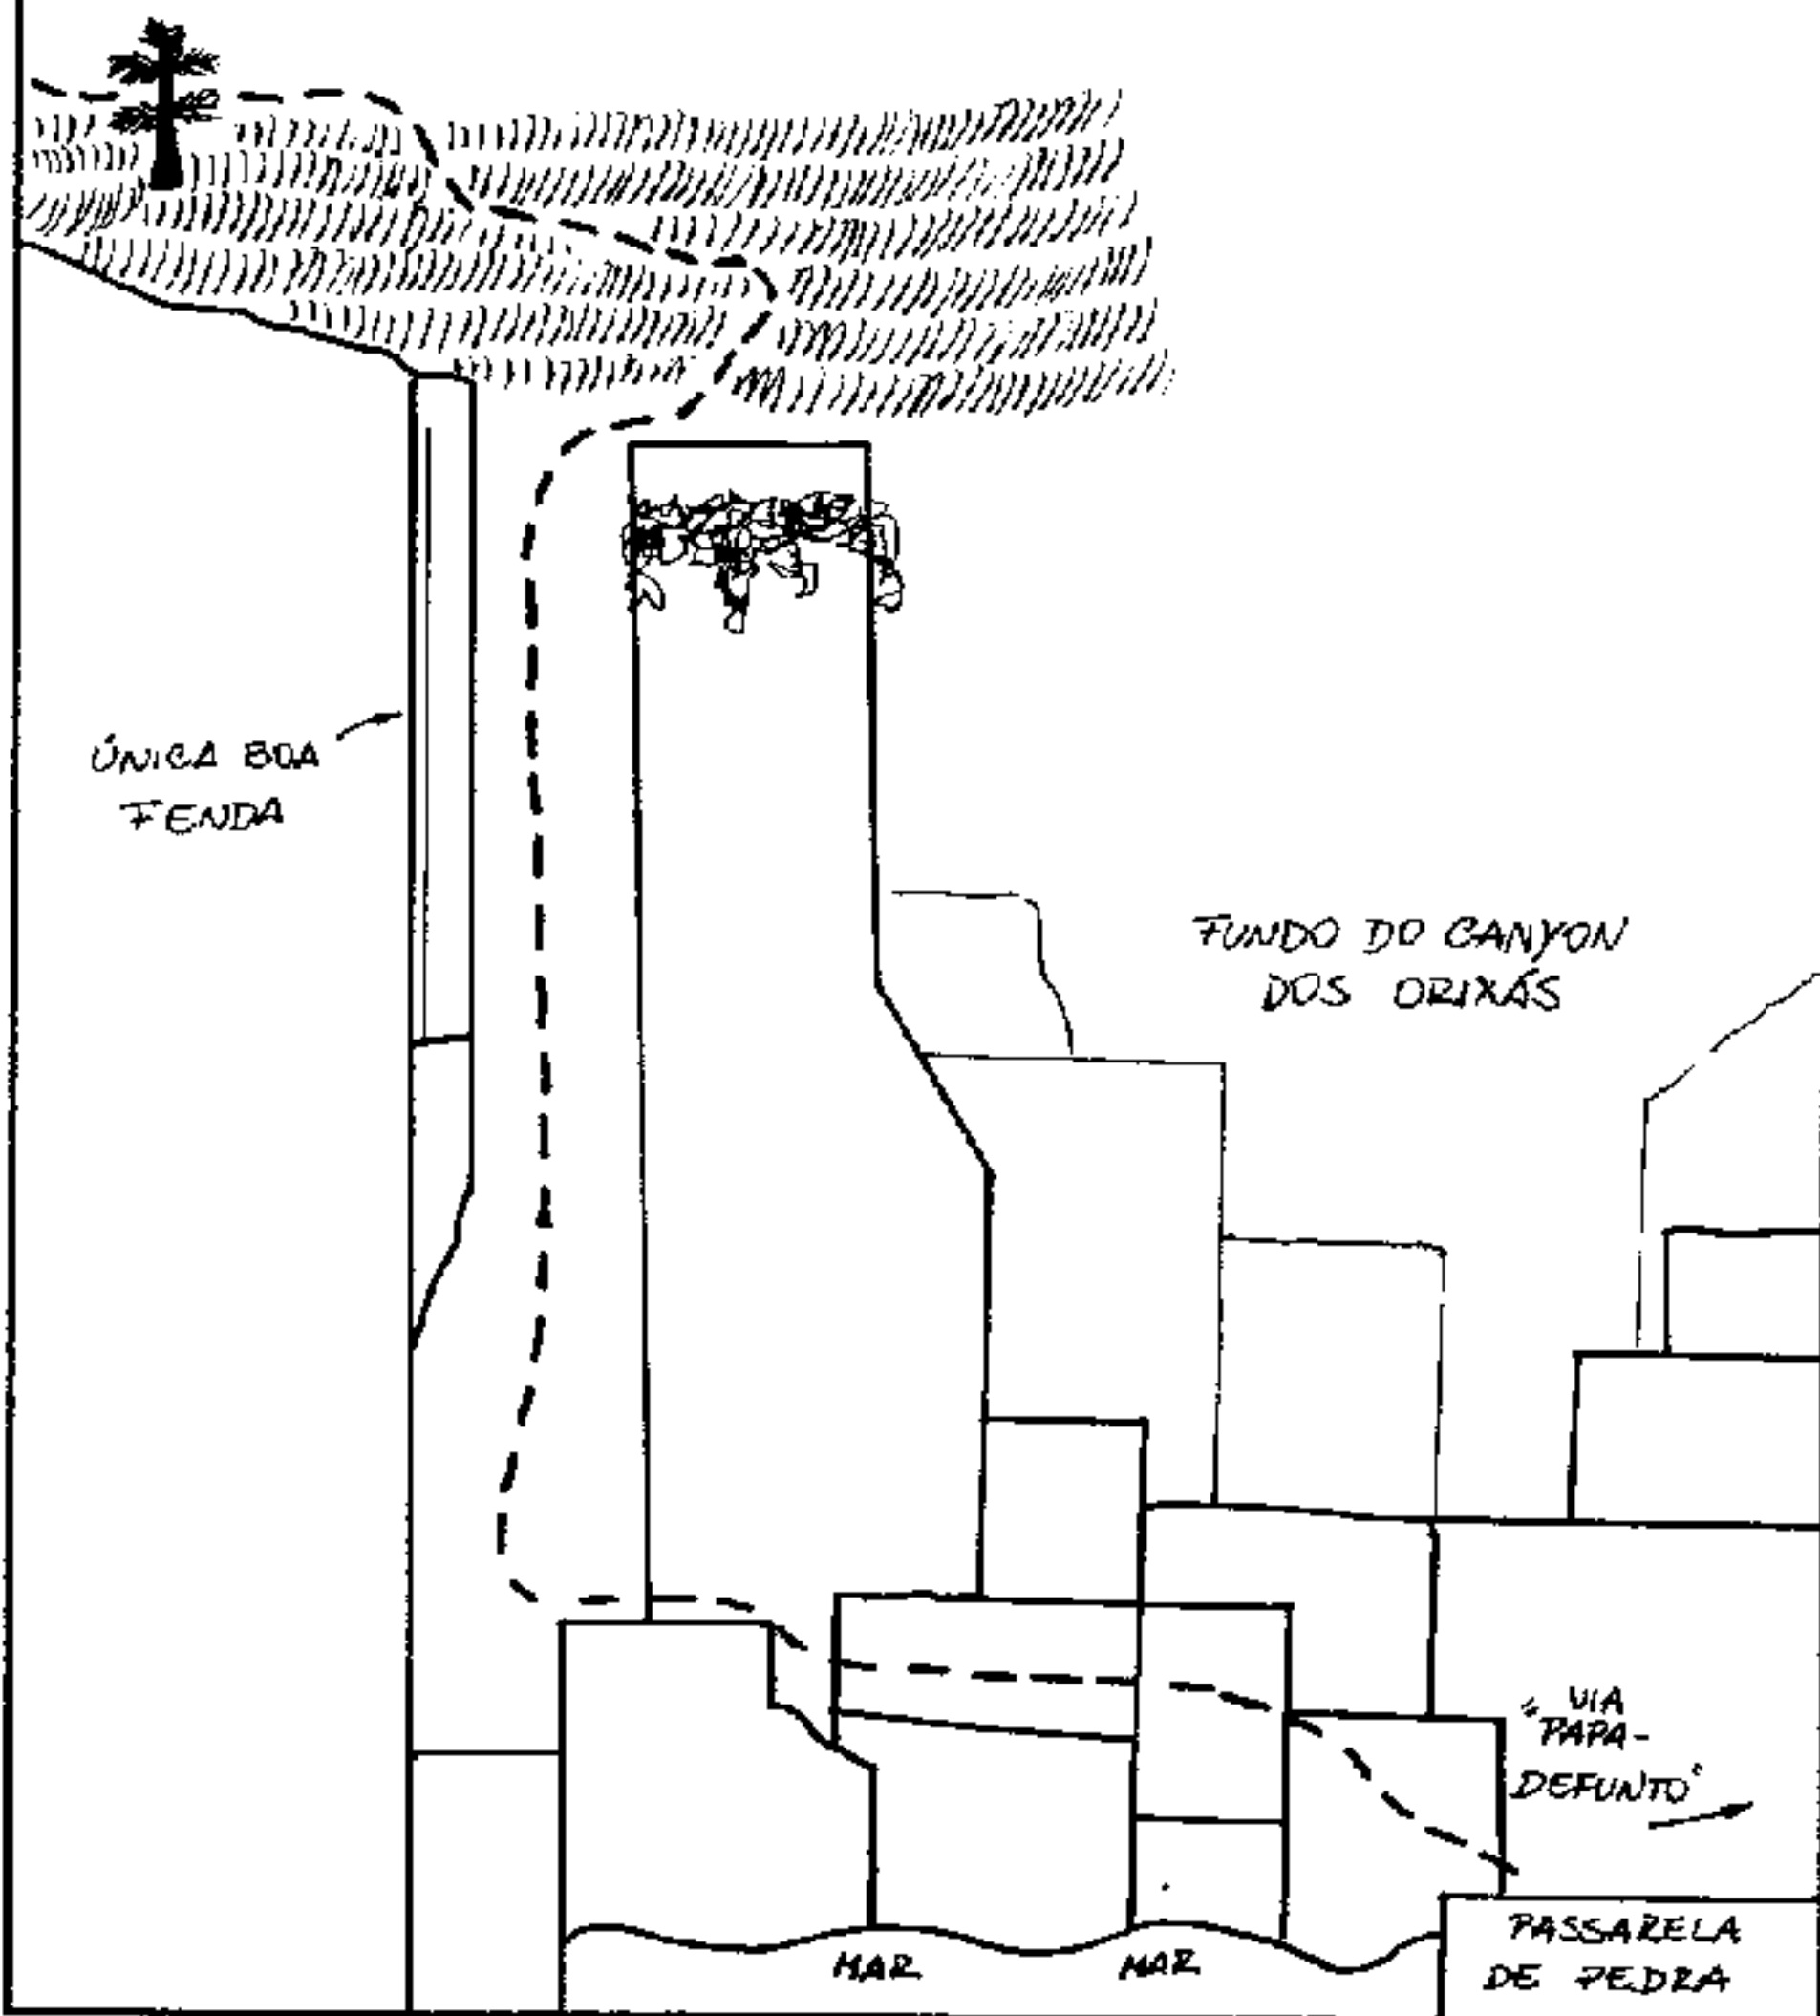 ÚNICA BOA
FENDA
FUNDO DO CANYON
DOS ORIXÁS
"VIA
PAPA-
DEFUNTO"
PASSARELA
DE PEDRA
MAR
MAR